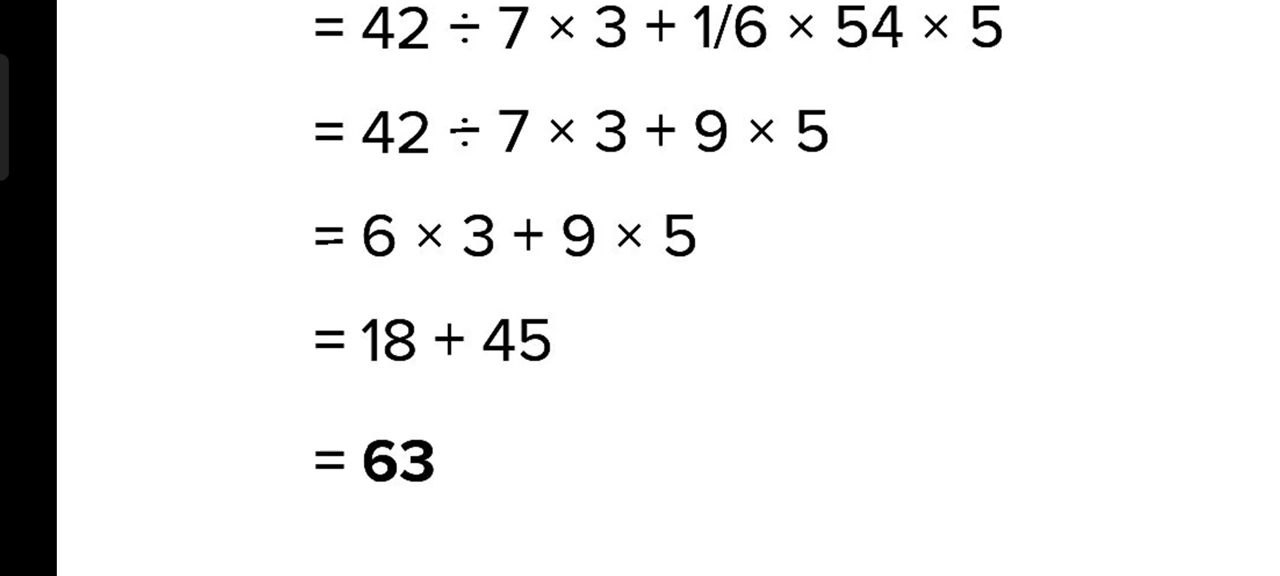 = 42 ÷ 7 × 3 + 1/6 × 54 × 5
= 42 ÷ 7 × 3 + 9 × 5
= 6 × 3 + 9 × 5
= 18 + 45
= 63